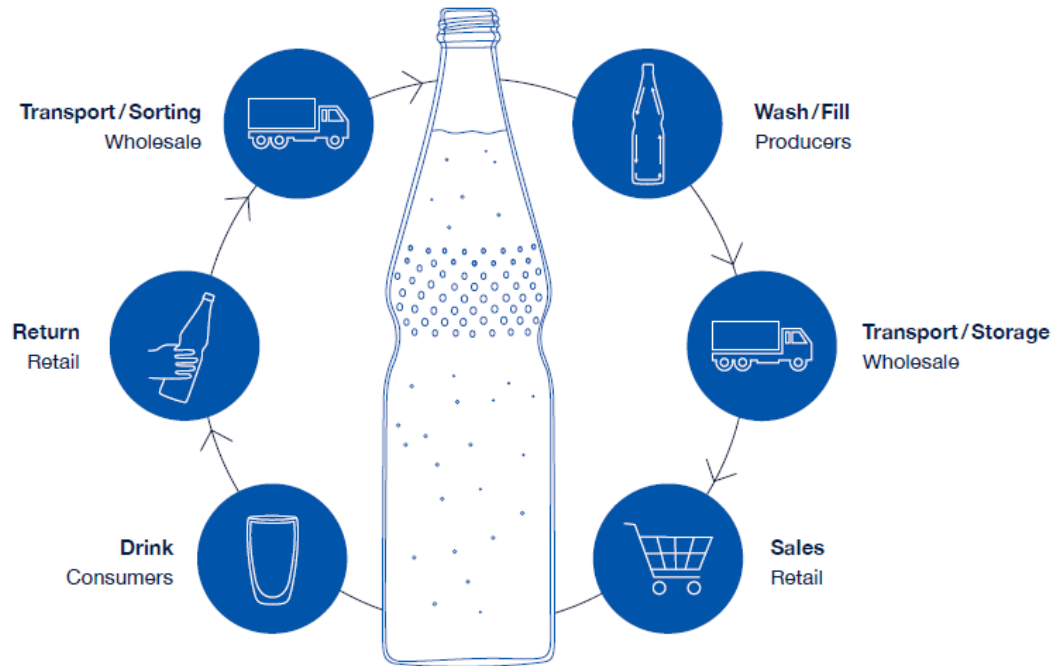 Transport/Sorting
Wholesale
Wash/Fill
Producers
Return
Retail
Transport/Storage
Wholesale
Drink
Consumers
Sales
Retail